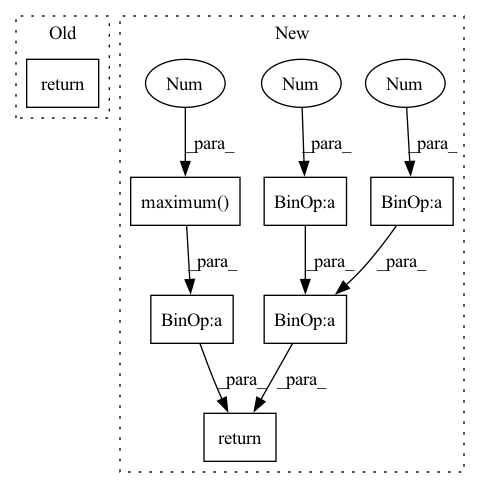 Old
New
return
Num
Num
Num
_para_
_para_
_para_
maximum()
BinOp:a
BinOp:a
_para_
_para_
_para_
BinOp:a
BinOp:a
_para_
_para_
return